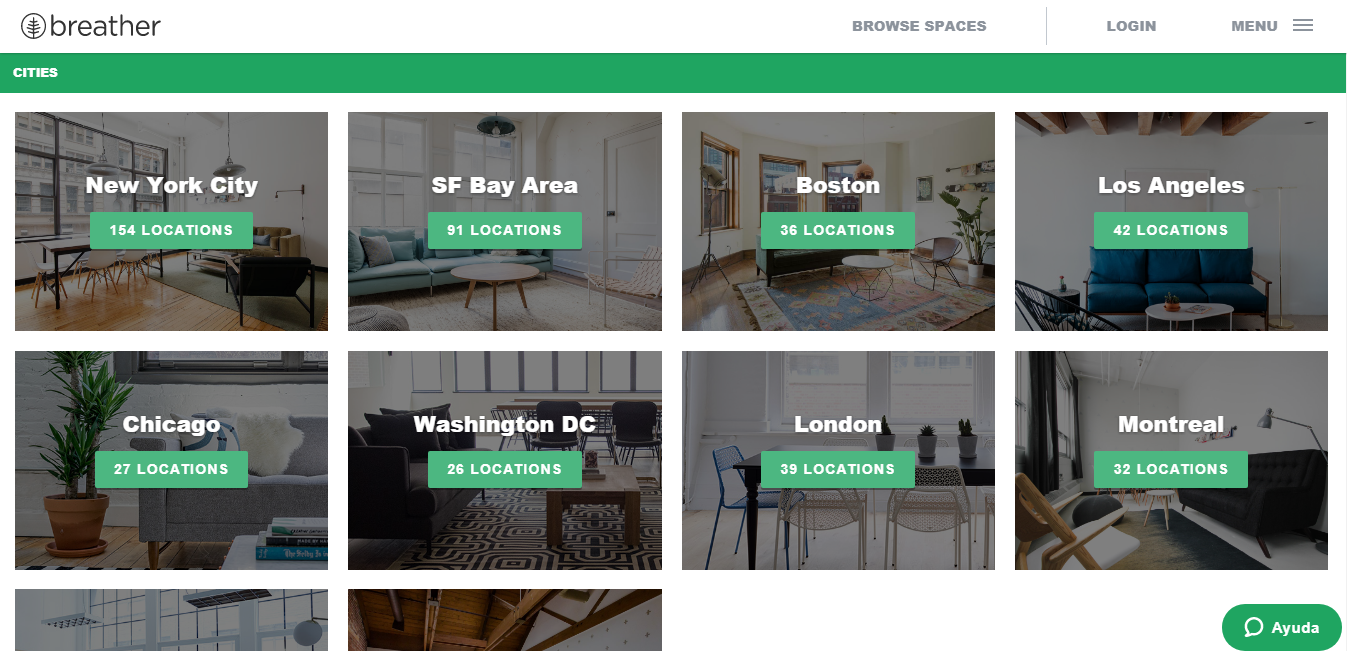 breather
BROWSE SPACES
LOGIN
MENU
CITIES
New York City
154 LOCATIONS
SF Bay Area
91 LOCATIONS
Boston
36 LOCATIONS
Los Angeles
42 LOCATIONS
Chicago
27 LOCATIONS
Washington DC
26 LOCATIONS
London
39 LOCATIONS
Montreal
32 LOCATIONS
Ayuda